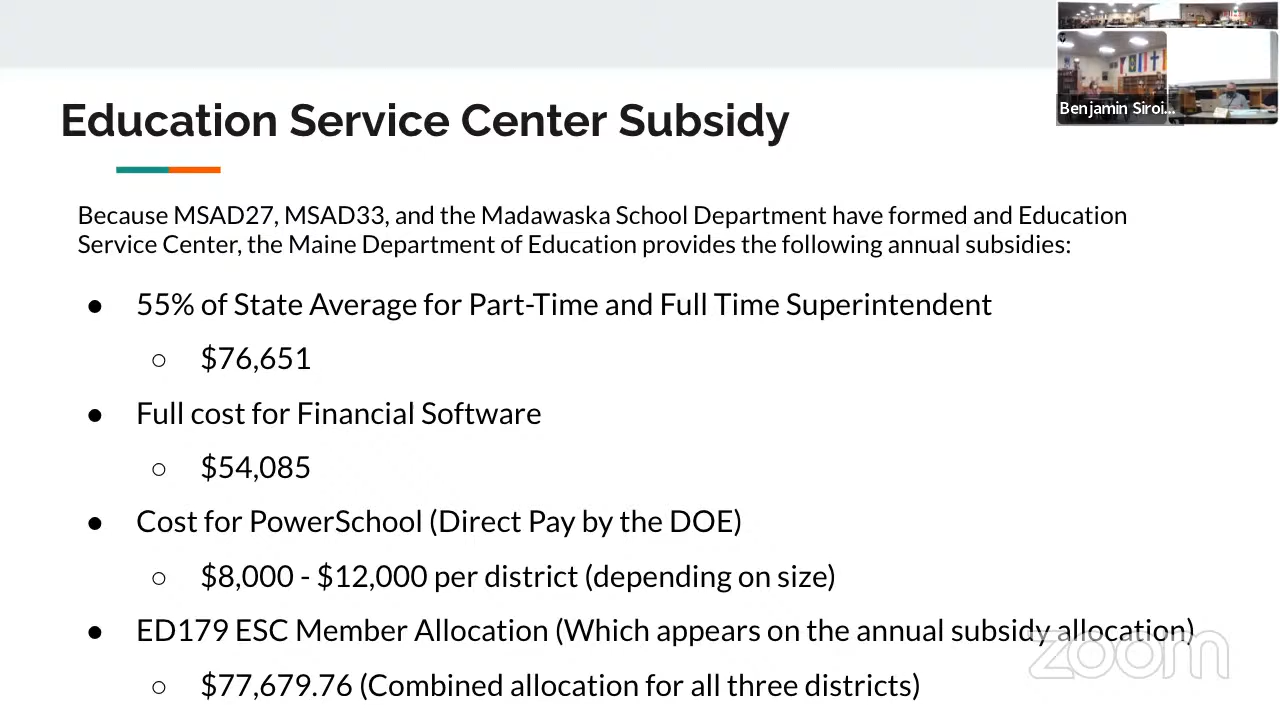 Education Service Center Subsidy
Benjamin Siroi...
Because MSAD27, MSAD33, and the Madawaska School Department have formed and Education
Service Center, the Maine Department of Education provides the following annual subsidies:
● 55% of State Average for Part-Time and Full Time Superintendent
○ $76,651
● Full cost for Financial Software
○ $54,085
● Cost for PowerSchool (Direct Pay by the DOE)
○ $8,000 - $12,000 per district (depending on size)
● ED179 ESC Member Allocation (Which appears on the annual subsidy allocation)
○ $77,679.76 (Combined allocation for all three districts)
zoom